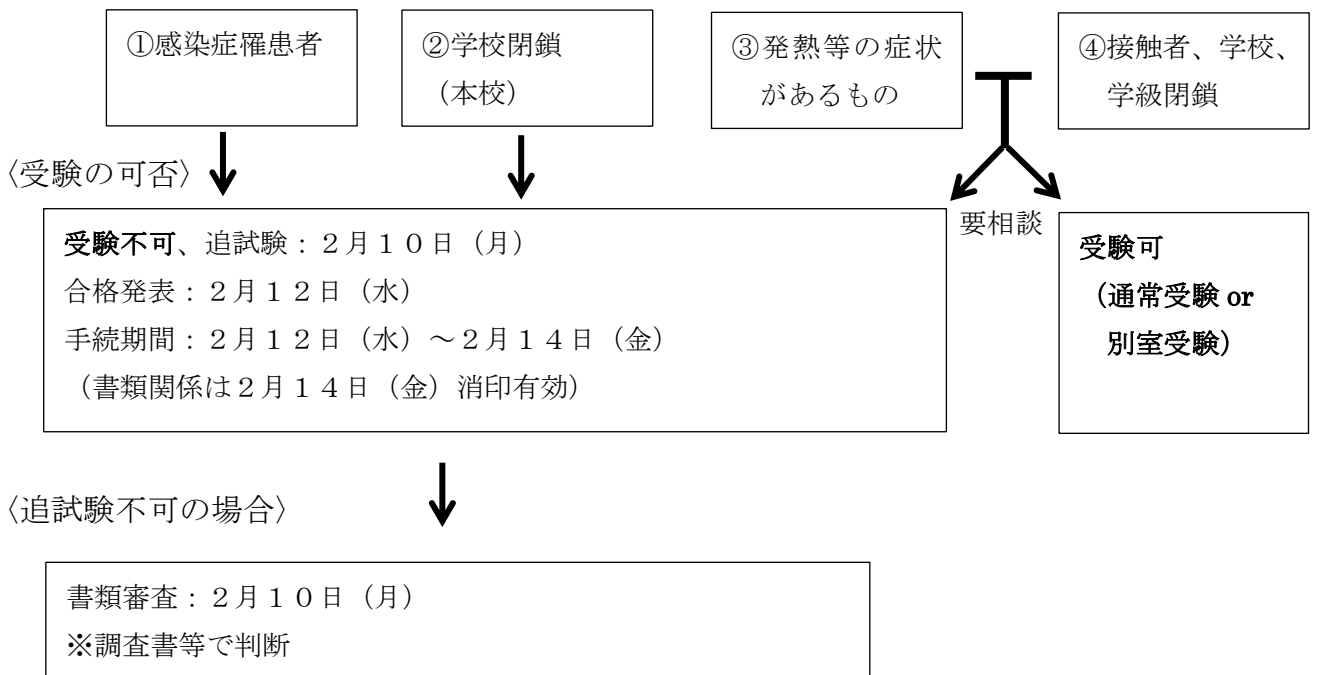 ①感染症罹患者
②学校閉鎖
（本校）
③発熱等の症状
があるもの
④接触者、学校、
学級閉鎖
〈受験の可否〉
要相談
受験不可、追試験：２月１０日（月）
合格発表：２月１２日（水）
手続期間：２月１２日（水）～２月１４日（金）
（書類関係は２月１４日（金）消印有効）
受験可
（通常受験 or
別室受験）
〈追試験不可の場合〉
書類審査：２月１０日（月）
※調査書等で判断